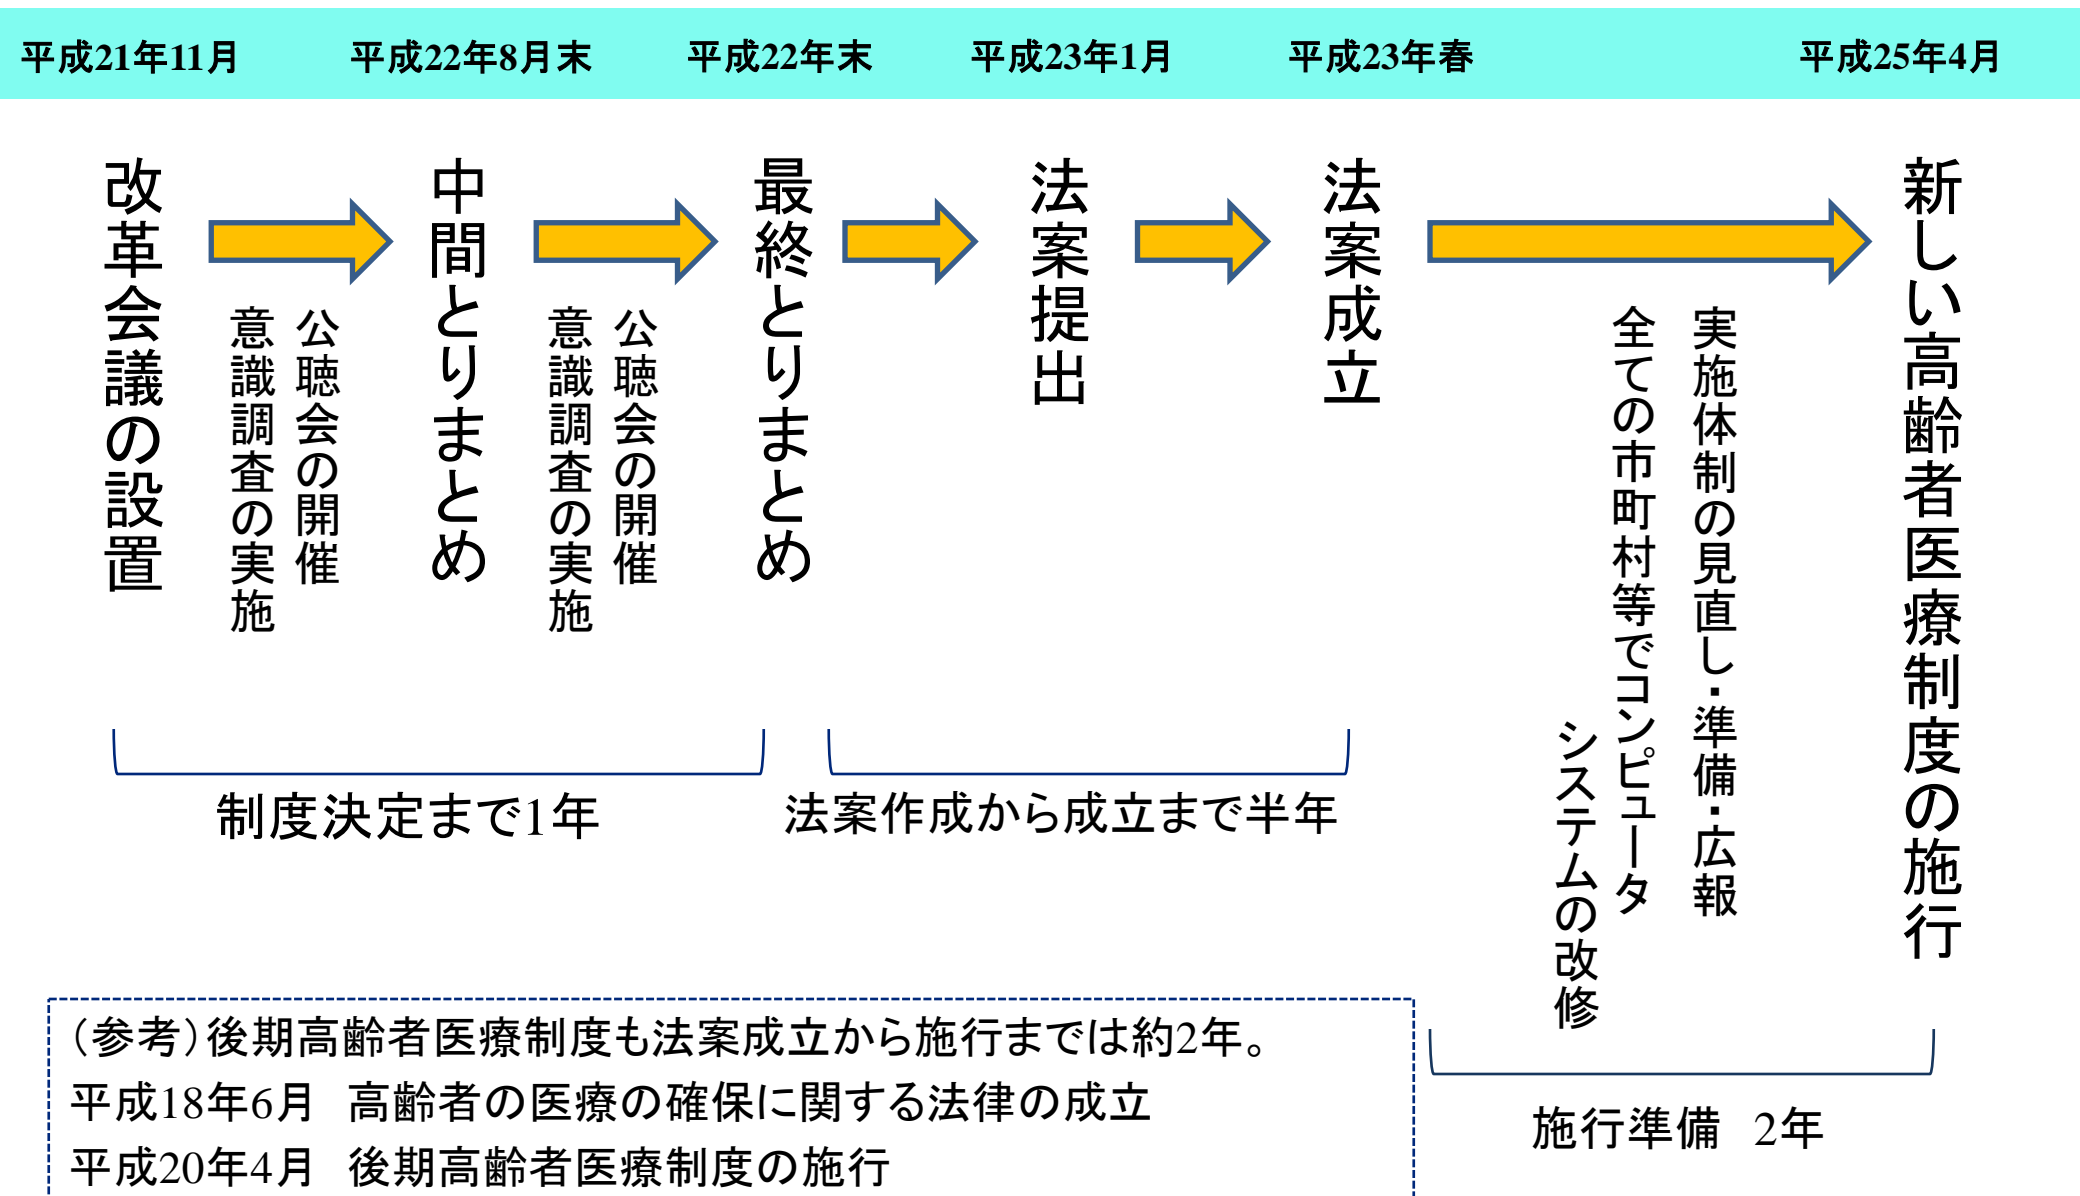 平成21年11月
平成22年8月末
平成22年末
平成23年1月
平成23年春
平成25年4月
改革会議の設置
公聴会の開催
意識調査の実施
中間とりまとめ
公聴会の開催
意識調査の実施
最終とりまとめ
法案提出
法案成立
実施体制の見直し・準備・広報
全ての市町村等でコンピュータ
システムの改修
新しい高齢者医療制度の施行
制度決定まで1年
法案作成から成立まで半年
施行準備　2年
（参考）後期高齢者医療制度も法案成立から施行までは約2年。
平成18年6月　高齢者の医療の確保に関する法律の成立
平成20年4月　後期高齢者医療制度の施行